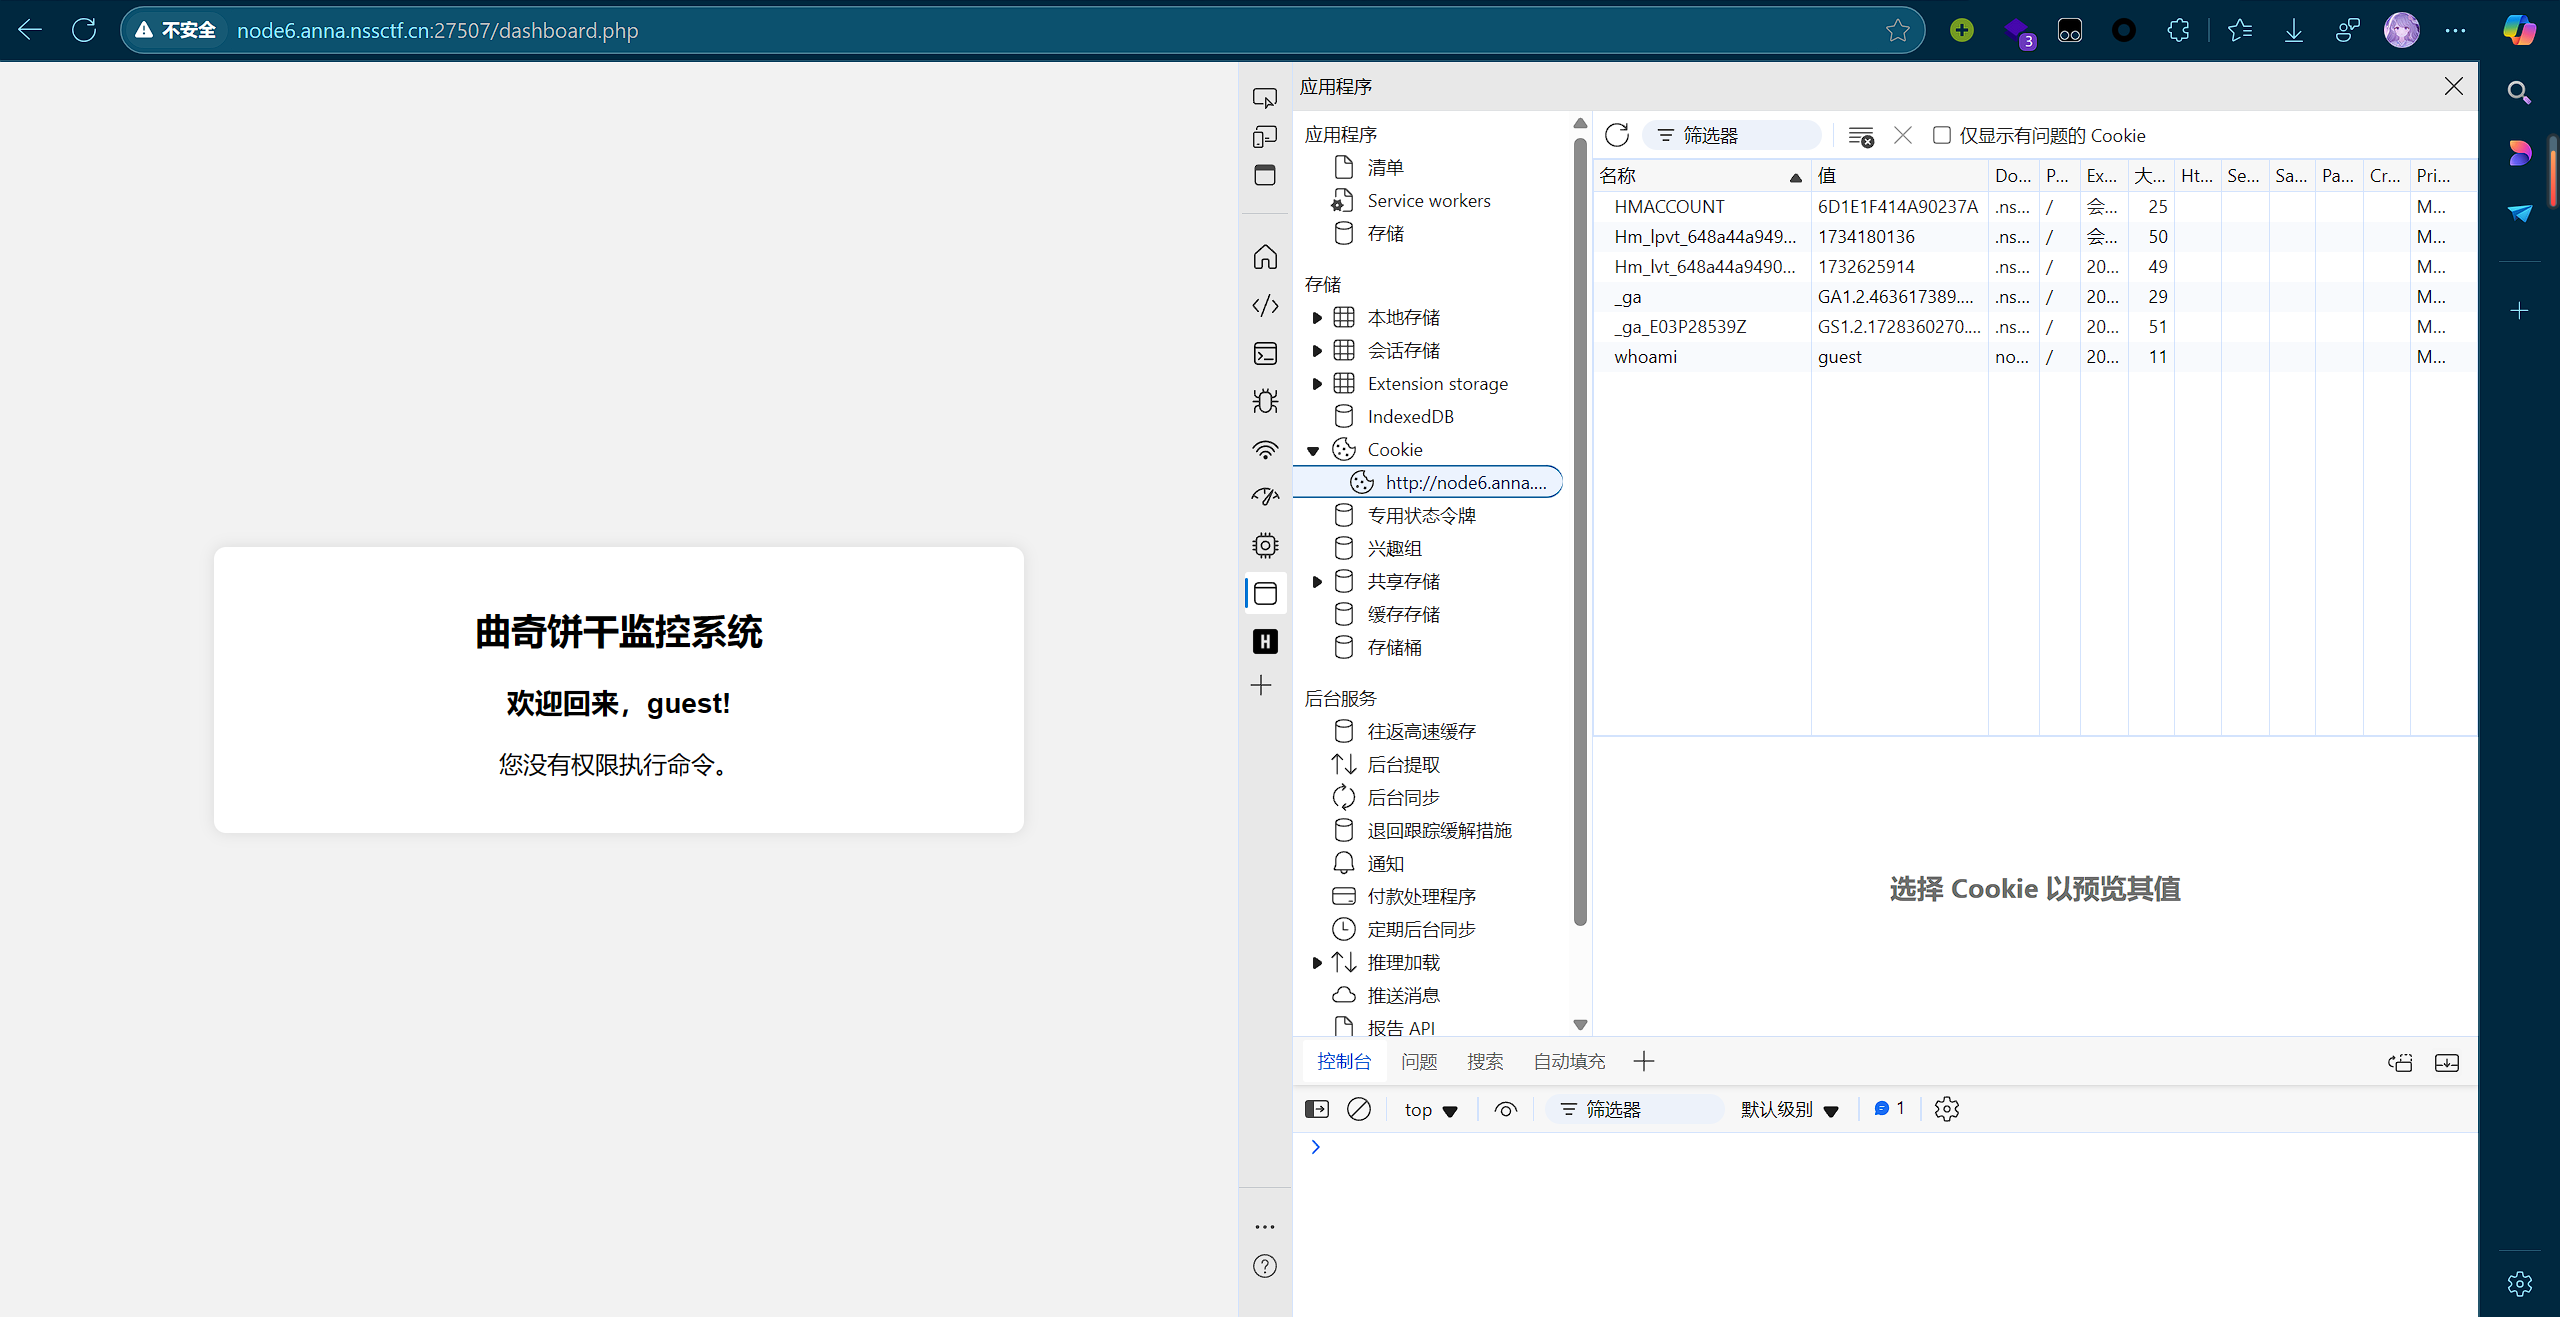 不安全 node6.anna.nssctf.cn:27507/dashboard.php
3
曲奇饼干监控系统
欢迎回来，guest!
您没有权限执行命令。
应用程序
应用程序
清单
Service workers
存储
存储
本地存储
会话存储
Extension storage
IndexedDB
Cookie
http://node6.anna....
专用状态令牌
兴趣组
共享存储
缓存存储
存储桶
后台服务
往返高速缓存
后台提取
后台同步
退回跟踪缓解措施
通知
付款处理程序
定期后台同步
推理加载
推送消息
报告 API
筛选器 仅显示有问题的 Cookie
名称 值 Do... P... Ex... 大... Ht... Se... Sa... Pa... Cr... Pri...
HMACCOUNT 6D1E1F414A90237A .ns... / 会... 25 M...
Hm_lpvt_648a44a949... 1734180136 .ns... / 会... 50 M...
Hm_lvt_648a44a9490... 1732625914 .ns... / 20... 49 M...
_ga GA1.2.463617389.... .ns... / 20... 29 M...
_ga_E03P28539Z GS1.2.1728360270.... .ns... / 20... 51 M...
whoami guest no... / 20... 11 M...
选择 Cookie 以预览其值
控制台 问题 搜索 自动填充
top 筛选器 默认级别 1